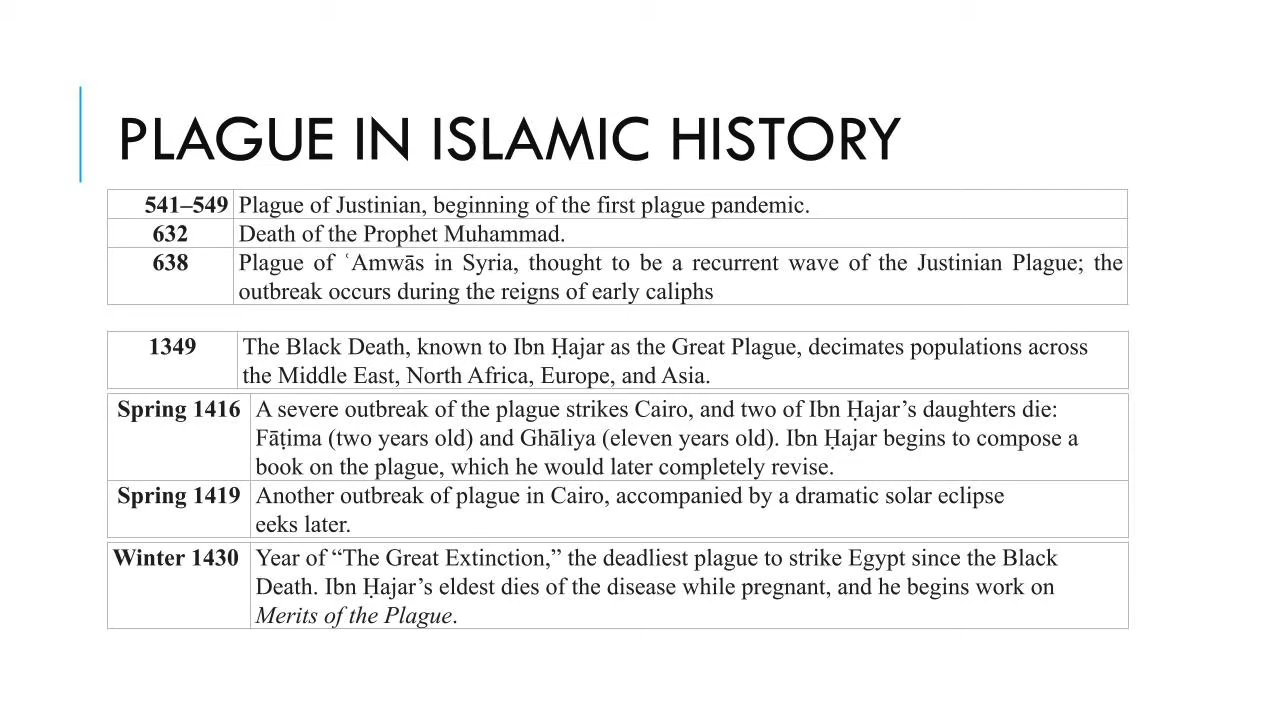 PLAGUE IN ISLAMIC HISTORY
541–549 Plague of Justinian, beginning of the first plague pandemic.
632 Death of the Prophet Muhammad.
638 Plague of ʿAmwās in Syria, thought to be a recurrent wave of the Justinian Plague; the
outbreak occurs during the reigns of early caliphs
1349 The Black Death, known to Ibn Ḥajar as the Great Plague, decimates populations across
the Middle East, North Africa, Europe, and Asia.
Spring 1416 A severe outbreak of the plague strikes Cairo, and two of Ibn Ḥajar’s daughters die:
Fāṭima (two years old) and Ghāliya (eleven years old). Ibn Ḥajar begins to compose a
book on the plague, which he would later completely revise.
Spring 1419 Another outbreak of plague in Cairo, accompanied by a dramatic solar eclipse
eeks later.
Winter 1430 Year of “The Great Extinction,” the deadliest plague to strike Egypt since the Black
Death. Ibn Ḥajar’s eldest dies of the disease while pregnant, and he begins work on
Merits of the Plague.